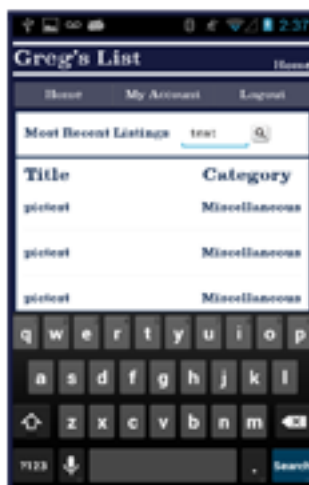 2:37
Greg's List
Home
Home My Account Logout
Most Recent Listings test
Title Category
pictest Miscellaneous
pictest Miscellaneous
pictest Miscellaneous
q w e r t y u i o p
a s d f g h j k l
z x c v b n m
?123 . Search